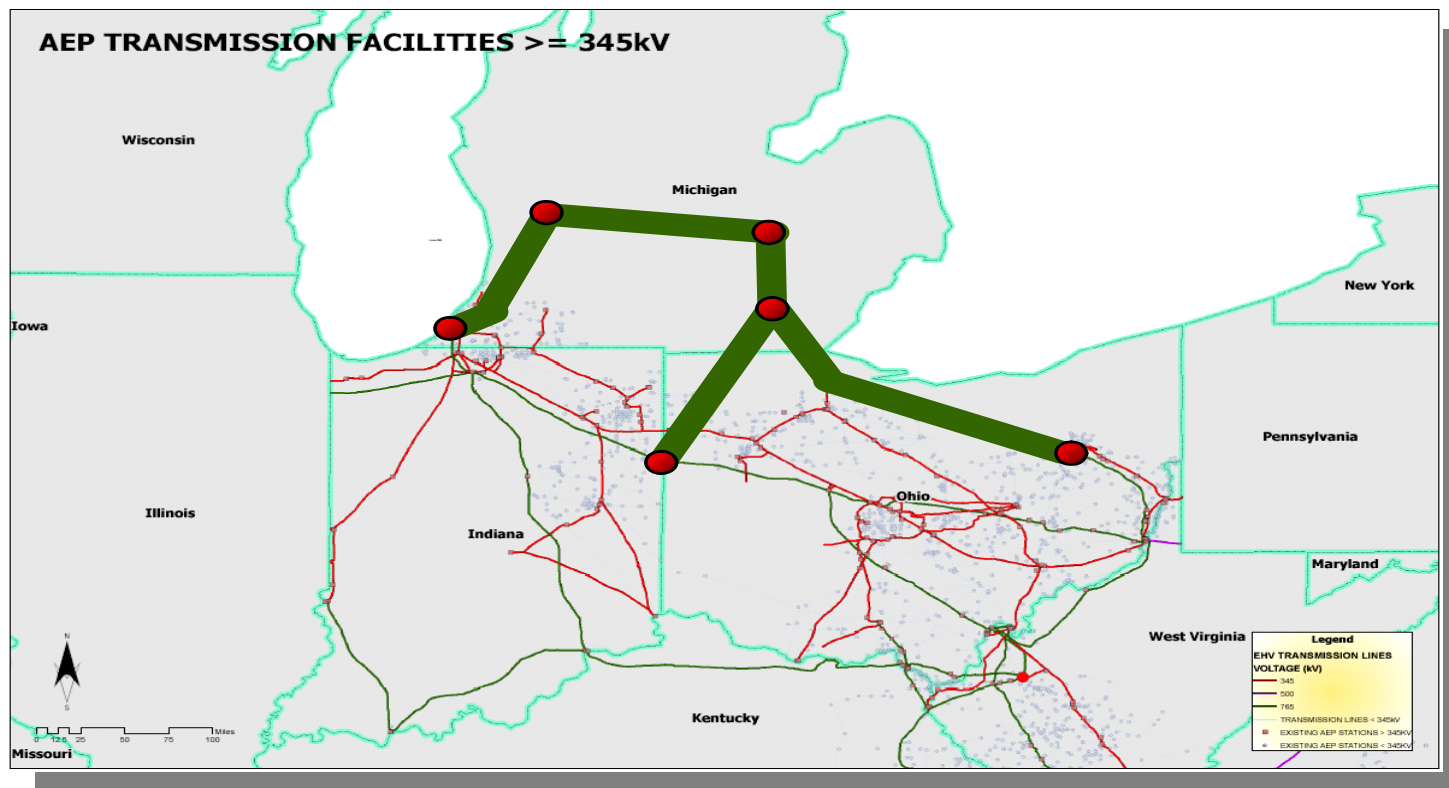 AEP TRANSMISSION FACILITIES >= 345kV
Wisconsin
Michigan
New York
Iowa
Pennsylvania
Ohio
Illinois
Indiana
Maryland
West Virginia
Kentucky
Missouri
N
S
0 12.5 25 50 75 100 Miles
Legend
EHV TRANSMISSION LINES
VOLTAGE (kV)
345
500
765
TRANSMISSION LINES < 345kV
EXISTING AEP STATIONS > 345KV
EXISTING AEP STATIONS < 345KV